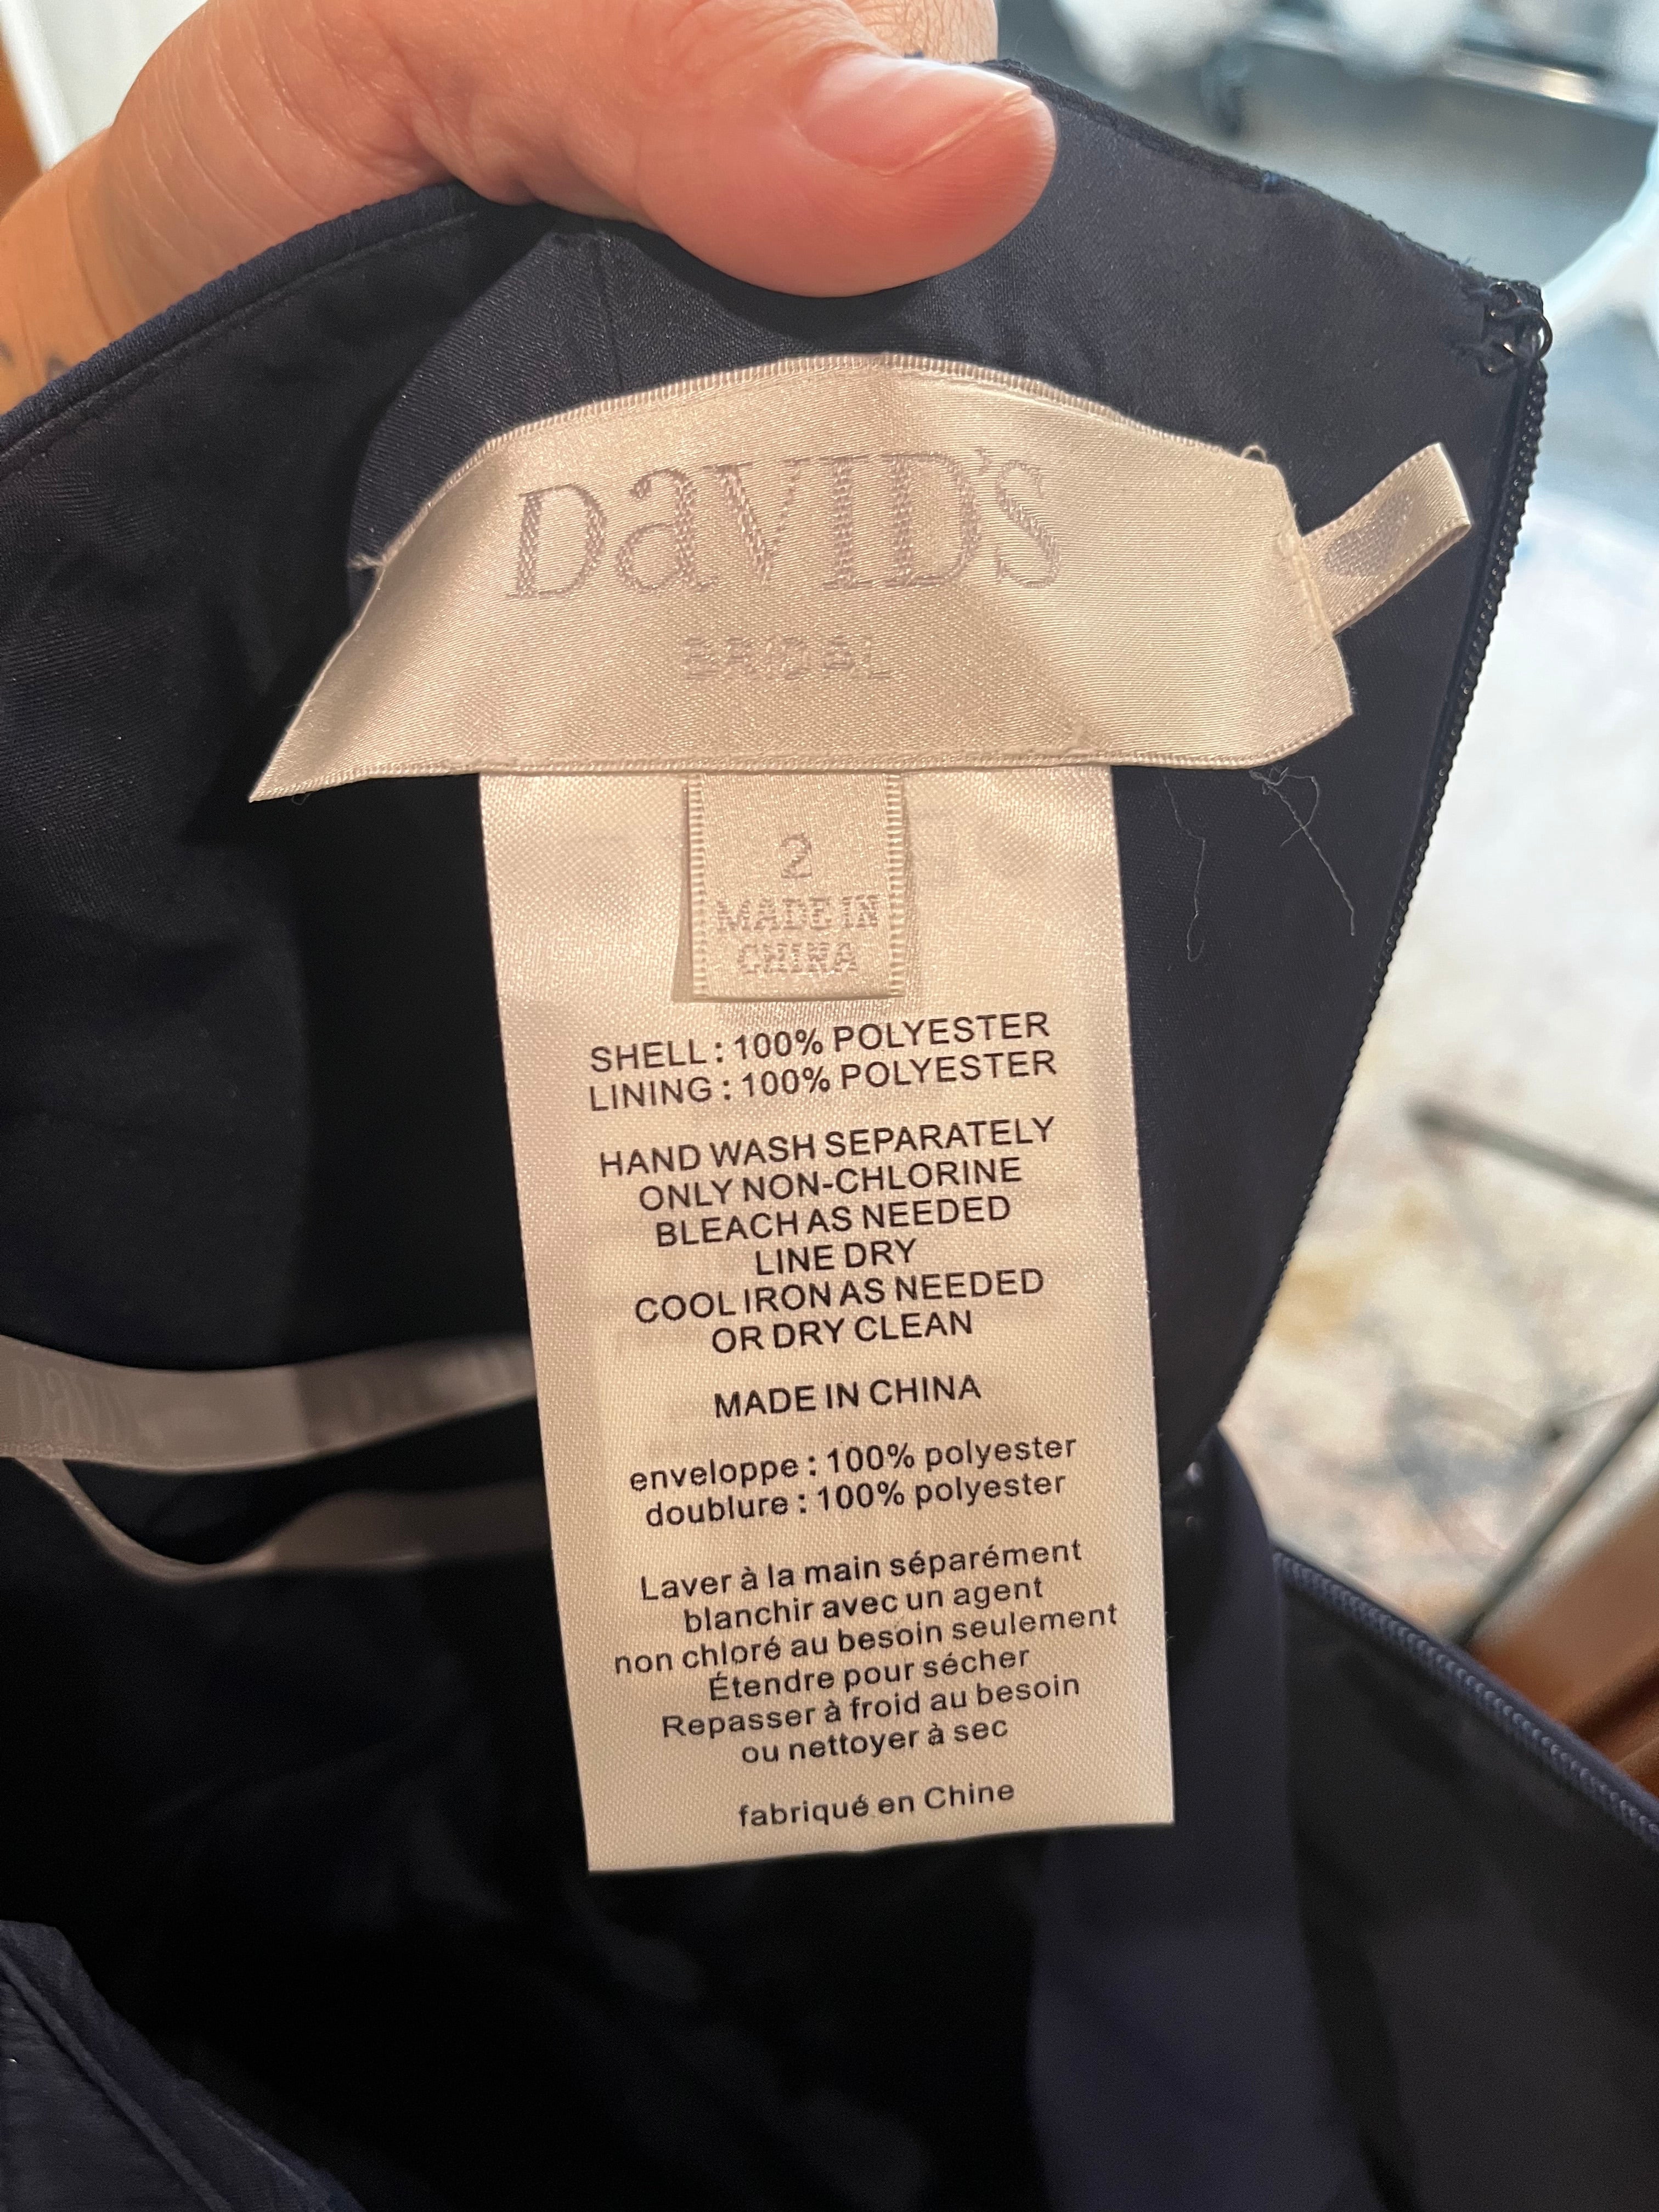 DaVID'S
BRIDAL
2
MADE IN
CHINA
SHELL : 100% POLYESTER
LINING : 100% POLYESTER
HAND WASH SEPARATELY
ONLY NON-CHLORINE
BLEACH AS NEEDED
LINE DRY
COOL IRON AS NEEDED
OR DRY CLEAN
MADE IN CHINA
enveloppe : 100% polyester
doublure : 100% polyester
Laver à la main séparément
blanchir avec un agent
non chloré au besoin seulement
Étendre pour sécher
Repasser à froid au besoin
ou nettoyer à sec
fabriqué en Chine